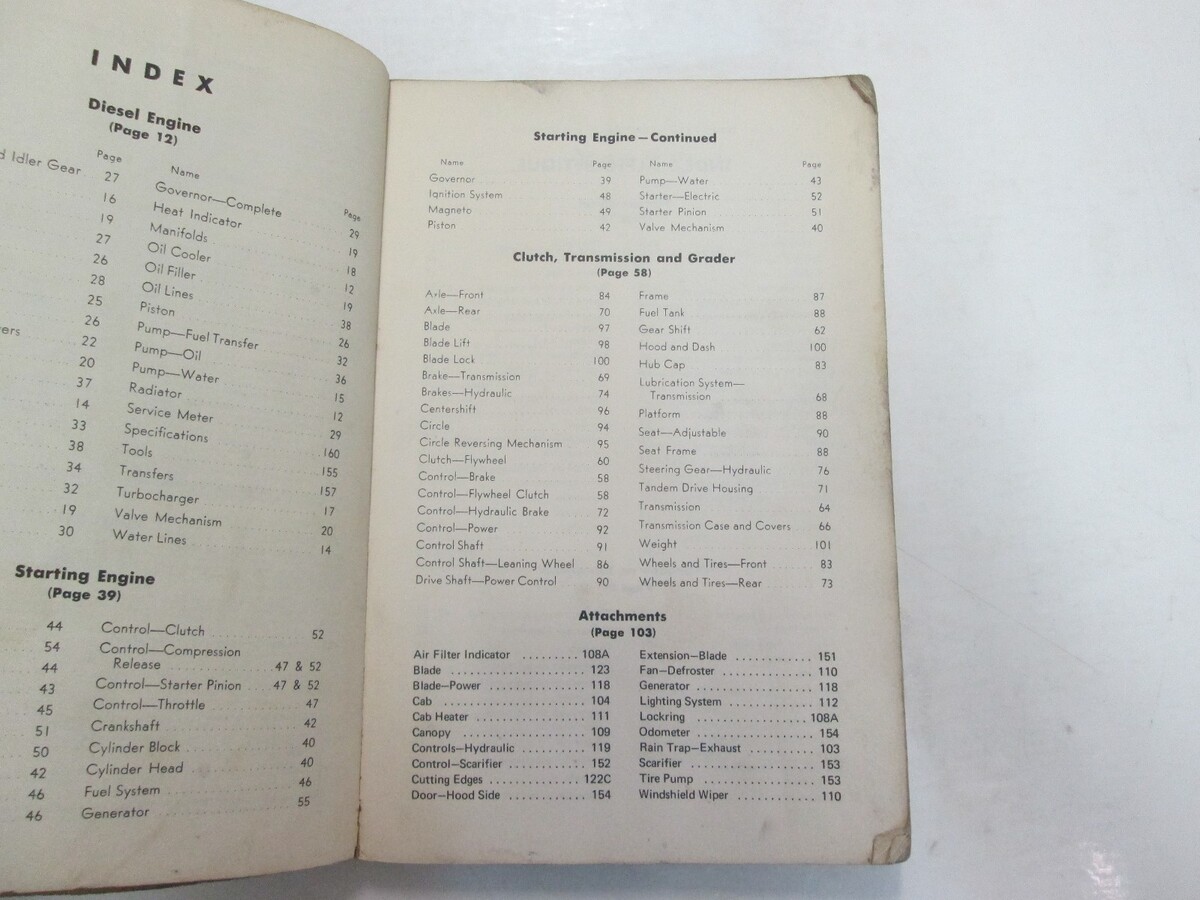 INDEX
Diesel Engine
(Page 12)
Page
d Idler Gear 27
16
19
27
26
28
25
26
ers 22
20
37
14
33
38
34
32
19
30
Name Page
Governor—Complete 29
Heat Indicator 19
Manifolds 18
Oil Cooler 12
Oil Filler 19
Oil Lines 38
Piston 26
Pump—Fuel Transfer 32
Pump—Oil 36
Pump—Water 15
Radiator 12
Service Meter 29
Specifications 160
Tools 155
Transfers 157
Turbocharger 17
Valve Mechanism 20
Water Lines 14
Starting Engine
(Page 39)
44
54
44
43
45
51
50
42
46
46
Control—Clutch 52
Control—Compression
Release 47 & 52
Control—Starter Pinion 47 & 52
Control—Throttle 47
Crankshaft 42
Cylinder Block 40
Cylinder Head 40
Fuel System 46
Generator 55
Starting Engine—Continued
Name Page
Governor 39
Ignition System 48
Magneto 49
Piston 42
Name Page
Pump—Water 43
Starter—Electric 52
Starter Pinion 51
Valve Mechanism 40
Clutch, Transmission and Grader
(Page 58)
Axle—Front 84
Axle—Rear 70
Blade 97
Blade Lift 98
Blade Lock 100
Brake—Transmission 69
Brakes—Hydraulic 74
Centershift 96
Circle 94
Circle Reversing Mechanism 95
Clutch—Flywheel 60
Control—Brake 58
Control—Flywheel Clutch 58
Control—Hydraulic Brake 72
Control—Power 92
Control Shaft 91
Control Shaft—Leaning Wheel 86
Drive Shaft—Power Control 90
Frame 87
Fuel Tank 88
Gear Shift 62
Hood and Dash 100
Hub Cap 83
Lubrication System—
Transmission 68
Platform 88
Seat—Adjustable 90
Seat Frame 88
Steering Gear—Hydraulic 76
Tandem Drive Housing 71
Transmission 64
Transmission Case and Covers 66
Weight 101
Wheels and Tires—Front 83
Wheels and Tires—Rear 73
Attachments
(Page 103)
Air Filter Indicator ......... 108A
Blade ........................ 123
Blade—Power ................. 118
Cab .......................... 104
Cab Heater ................... 111
Canopy ....................... 109
Controls—Hydraulic ........... 119
Control—Scarifier ............ 152
Cutting Edges ............... 122C
Door—Hood Side ............. 154
Extension—Blade ............ 151
Fan—Defroster .............. 110
Generator .................. 118
Lighting System ............ 112
Lockring .................. 108A
Odometer ................... 154
Rain Trap—Exhaust .......... 103
Scarifier .................. 153
Tire Pump .................. 153
Windshield Wiper ........... 110